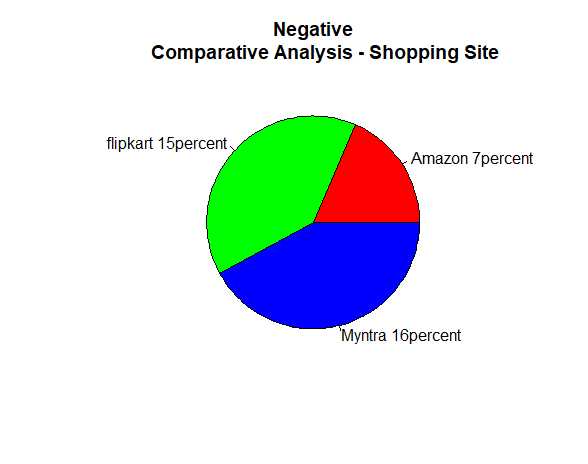 Negative
Comparative Analysis - Shopping Site
flipkart 15percent
Amazon 7percent
Myntra 16percent